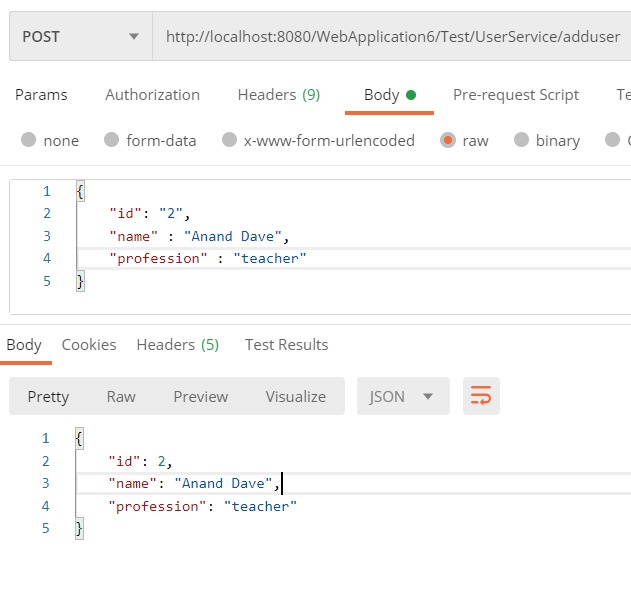 POST http://localhost:8080/WebApplication6/Test/UserService/adduser
Params Authorization Headers (9) Body Pre-request Script Te
none form-data x-www-form-urlencoded raw binary
1 {
2 "id": "2",
3 "name" : "Anand Dave",
4 "profession" : "teacher"
5 }
Body Cookies Headers (5) Test Results
Pretty Raw Preview Visualize JSON
1 {
2 "id": 2,
3 "name": "Anand Dave",
4 "profession": "teacher"
5 }